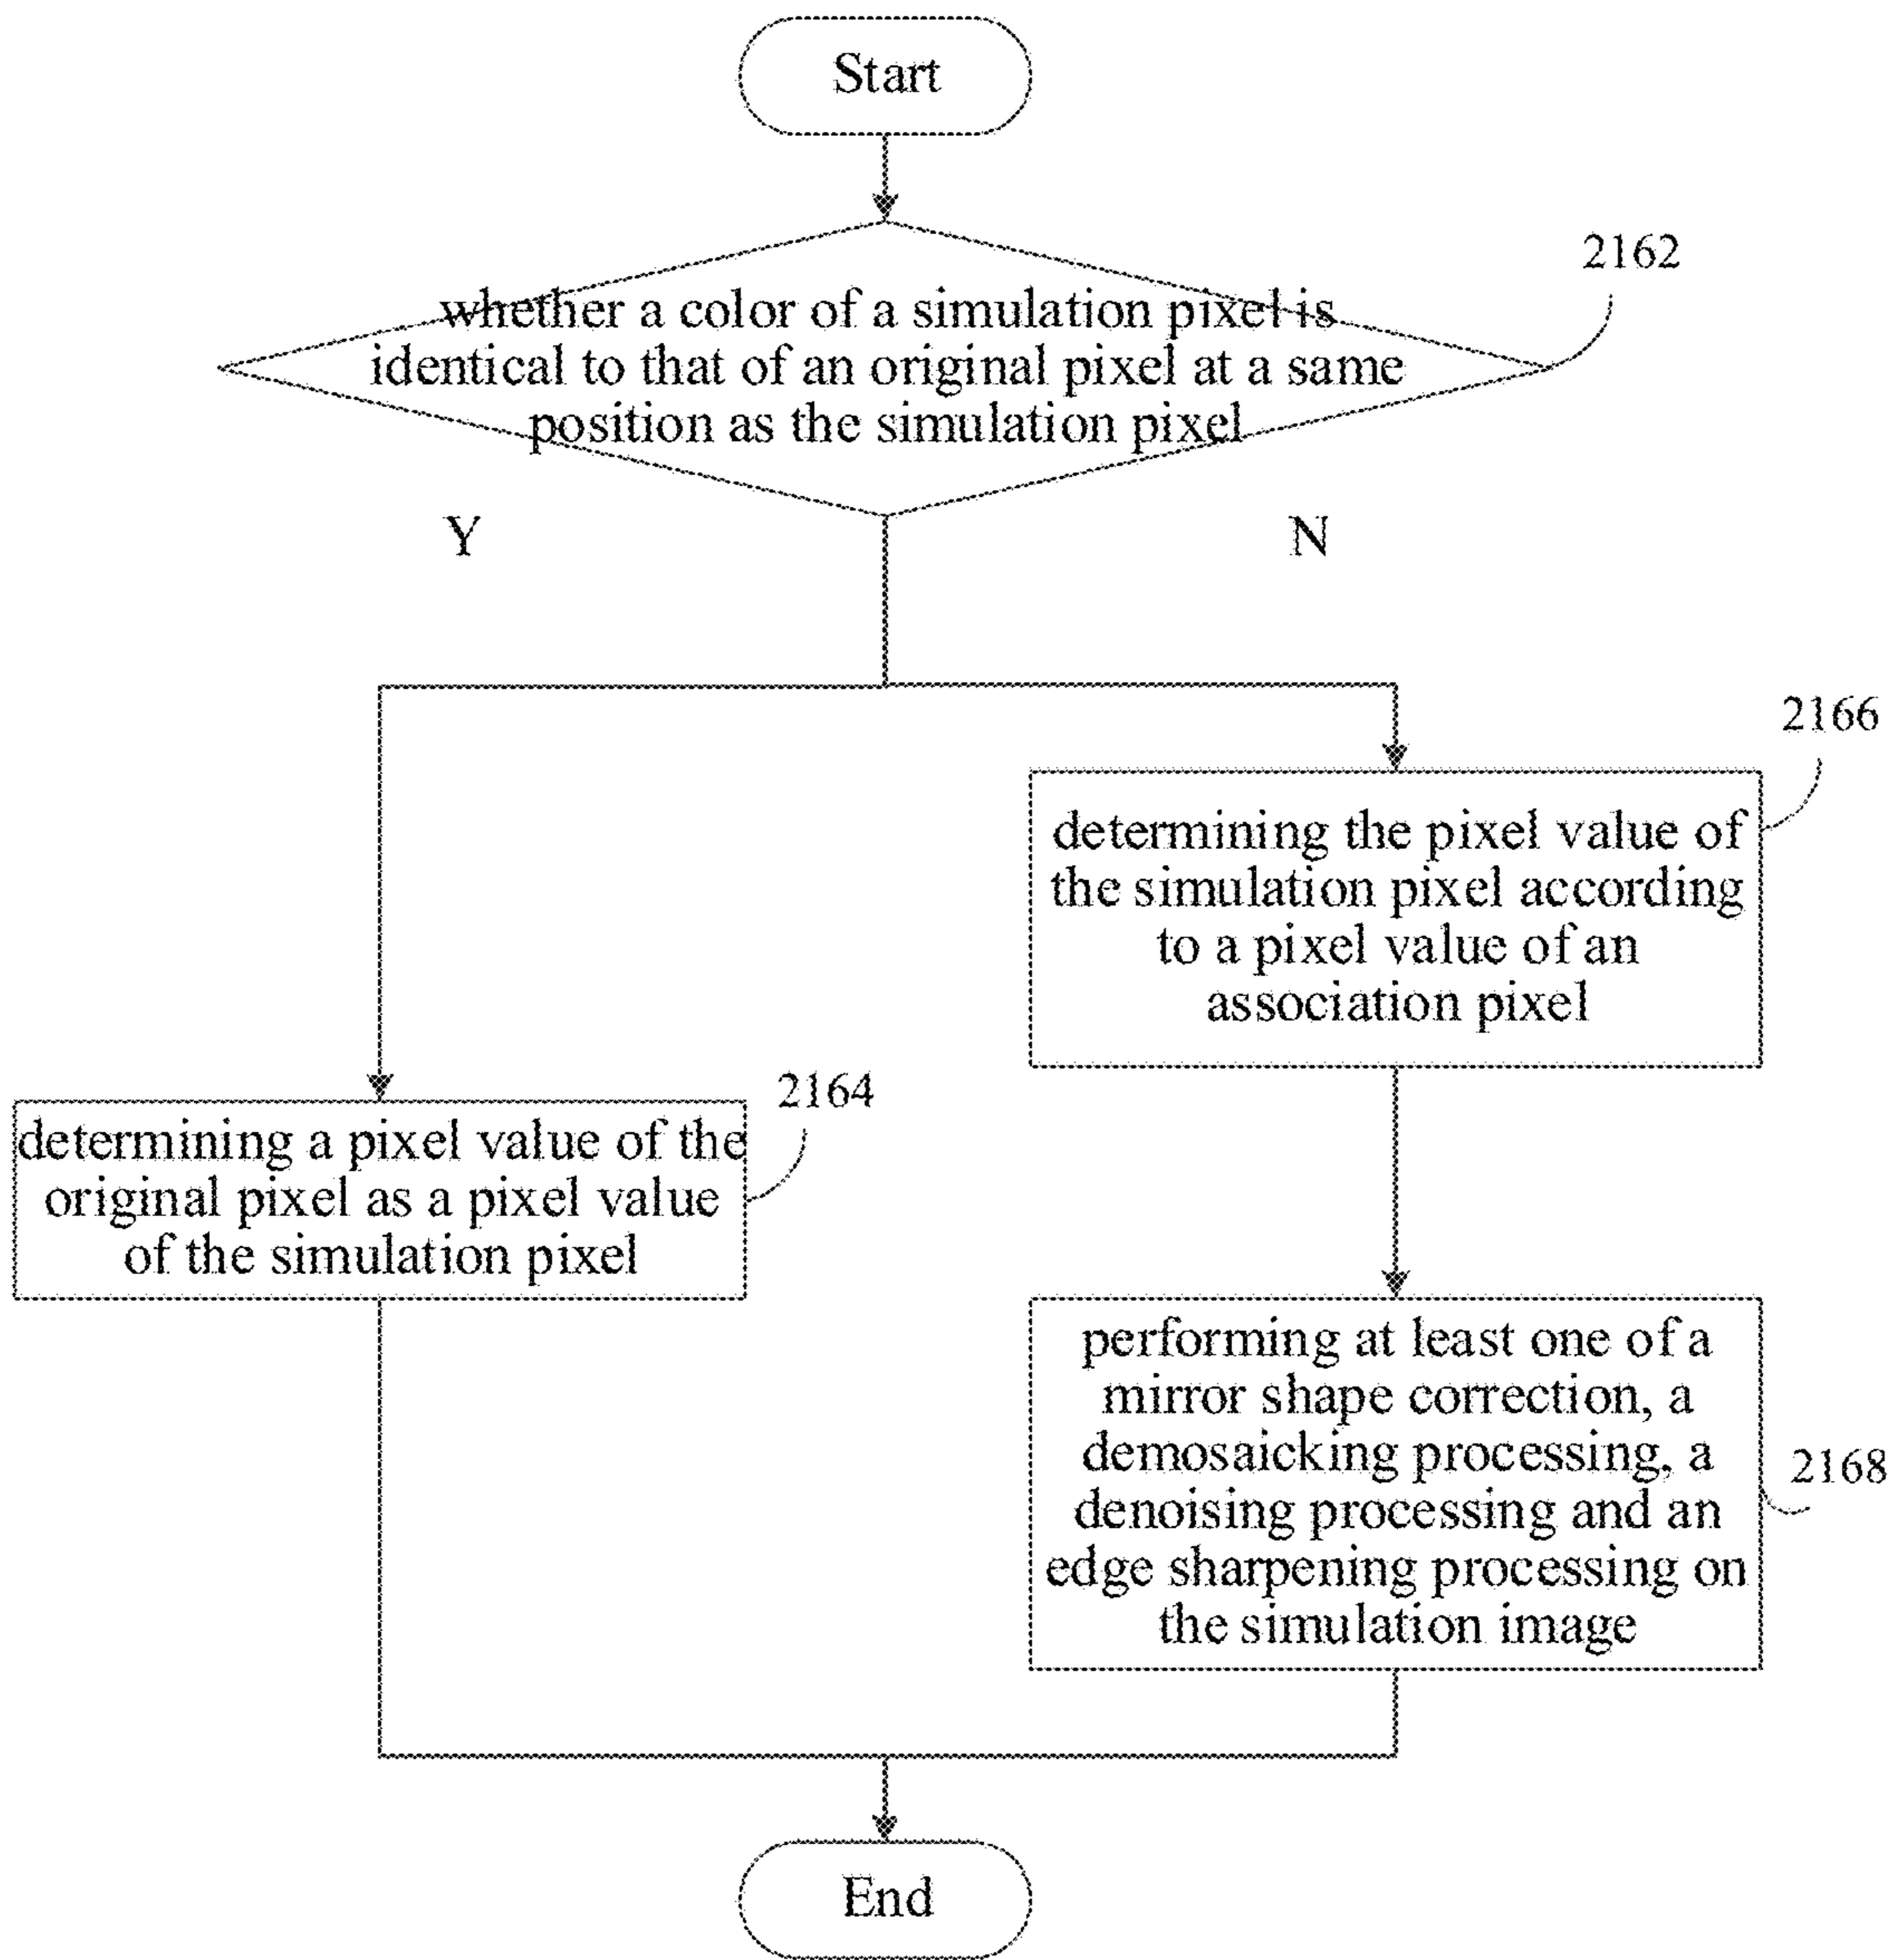 Start
2162
whether a color of a simulation pixel is
identical to that of an original pixel at a same
position as the simulation pixel
Y
N
2166
determining the pixel value of
the simulation pixel according
to a pixel value of an
association pixel
2164
determining a pixel value of the
original pixel as a pixel value
of the simulation pixel
performing at least one of a
mirror shape correction, a
demosaicking processing, a
denoising processing and an
edge sharpening processing on
the simulation image
2168
End